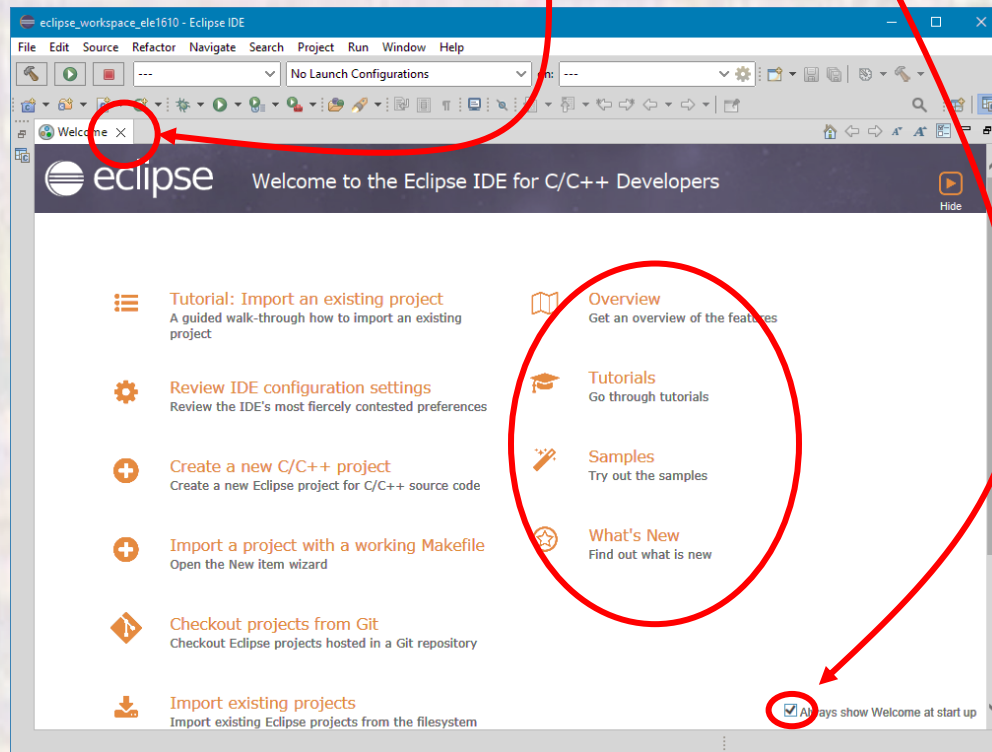 eclipse_workspace_ele1610 - Eclipse IDE
File Edit Source Refactor Navigate Search Project Run Window Help
--- No Launch Configurations on: ---
Welcome
eclipse Welcome to the Eclipse IDE for C/C++ Developers
Hide
Tutorial: Import an existing project
A guided walk-through how to import an existing
project
Review IDE configuration settings
Review the IDE's most fiercely contested preferences
Create a new C/C++ project
Create a new Eclipse project for C/C++ source code
Import a project with a working Makefile
Open the New item wizard
Checkout projects from Git
Checkout Eclipse projects hosted in a Git repository
Import existing projects
Import existing Eclipse projects from the filesystem
Overview
Get an overview of the features
Tutorials
Go through tutorials
Samples
Try out the samples
What's New
Find out what is new
Always show Welcome at start up